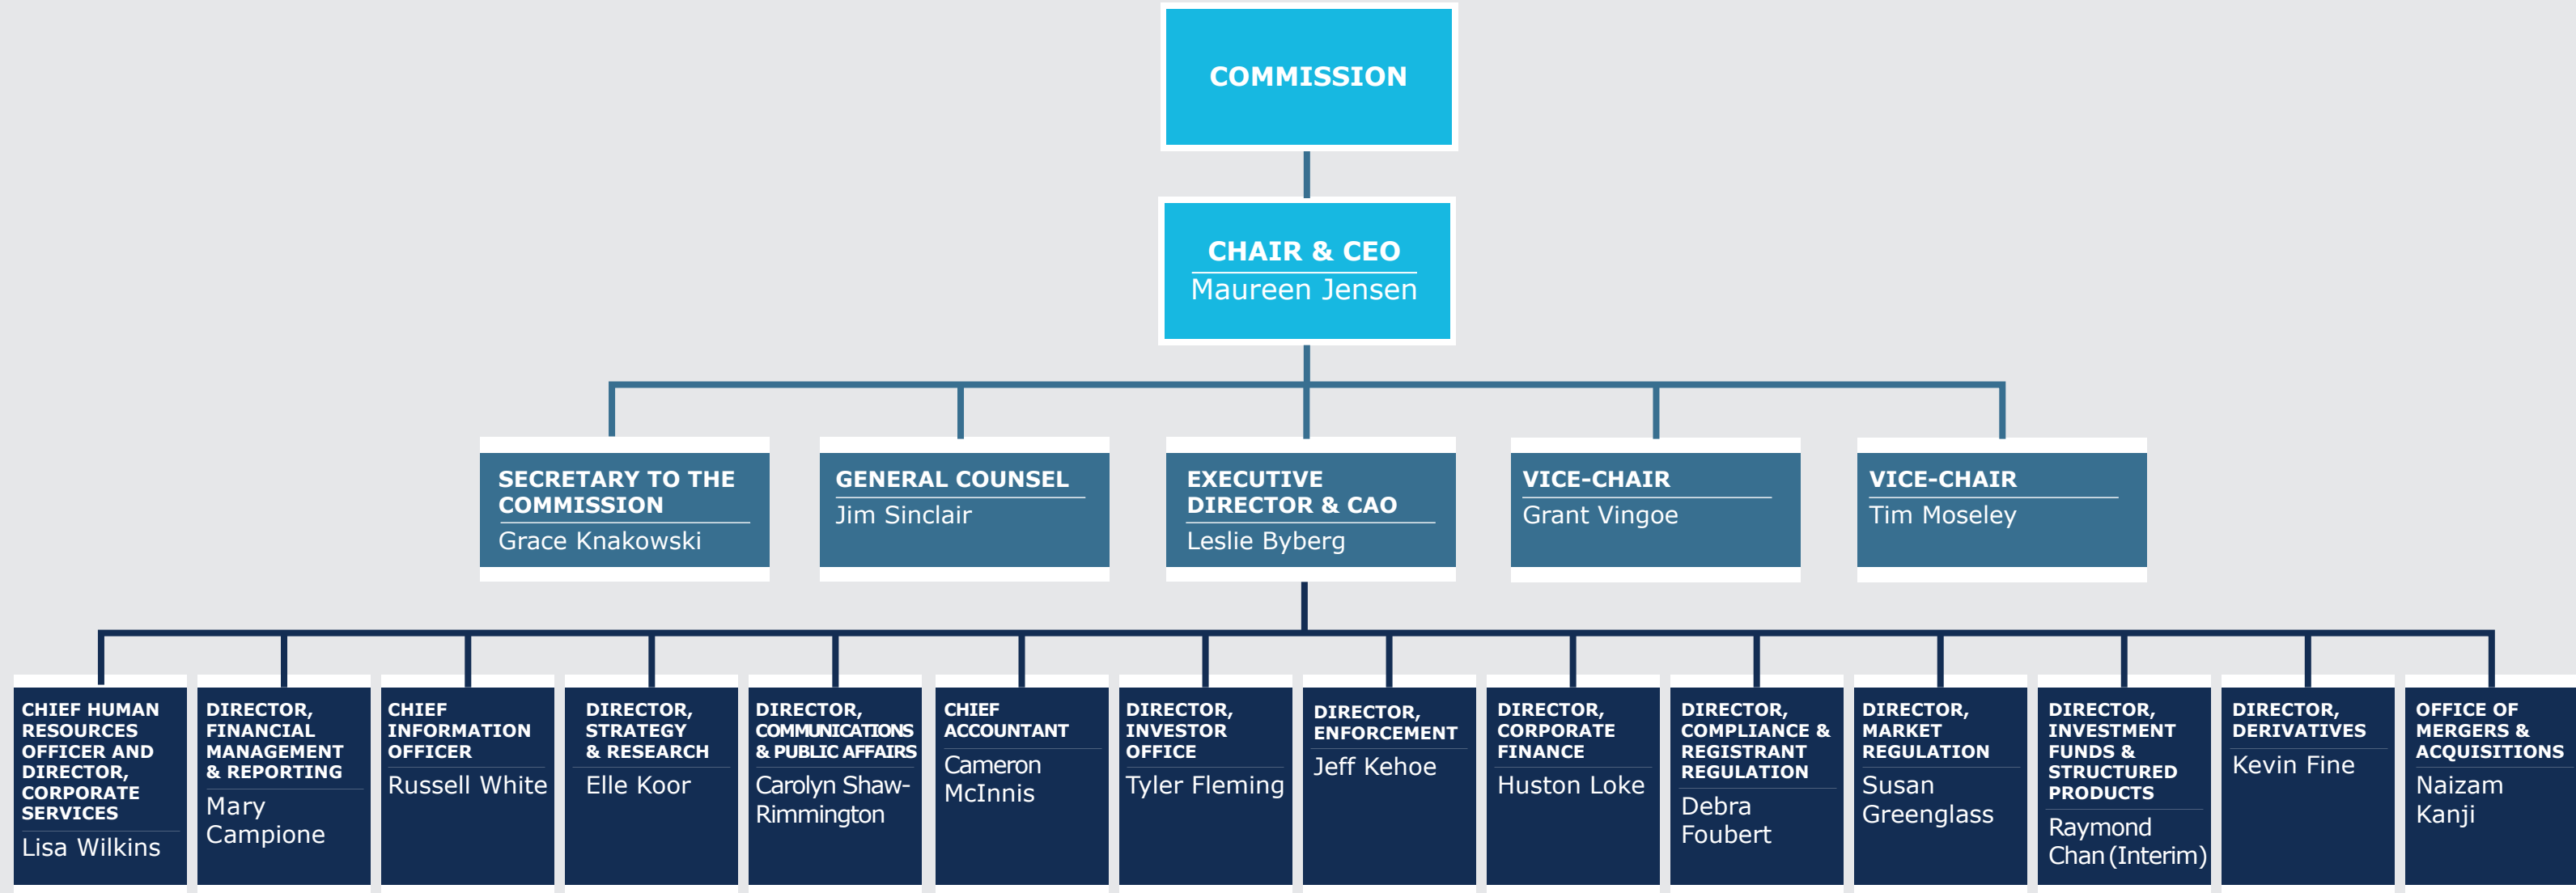 COMMISSION
CHAIR & CEO
Maureen Jensen
SECRETARY TO THE
COMMISSION
Grace Knakowski
GENERAL COUNSEL
Jim Sinclair
EXECUTIVE
DIRECTOR & CAO
Leslie Byberg
VICE-CHAIR
Grant Vingoe
VICE-CHAIR
Tim Moseley
CHIEF HUMAN
RESOURCES
OFFICER AND
DIRECTOR,
CORPORATE
SERVICES
Lisa Wilkins
DIRECTOR,
FINANCIAL
MANAGEMENT
& REPORTING
Mary
Campione
CHIEF
INFORMATION
OFFICER
Russell White
DIRECTOR,
STRATEGY
& RESEARCH
Elle Koor
DIRECTOR,
COMMUNICATIONS
& PUBLIC AFFAIRS
Carolyn Shaw-
Rimmington
CHIEF
ACCOUNTANT
Cameron
McInnis
DIRECTOR,
INVESTOR
OFFICE
Tyler Fleming
DIRECTOR,
ENFORCEMENT
Jeff Kehoe
DIRECTOR,
CORPORATE
FINANCE
Huston Loke
DIRECTOR,
COMPLIANCE &
REGISTRANT
REGULATION
Debra
Foubert
DIRECTOR,
MARKET
REGULATION
Susan
Greenglass
DIRECTOR,
INVESTMENT
FUNDS &
STRUCTURED
PRODUCTS
Raymond
Chan (Interim)
DIRECTOR,
DERIVATIVES
Kevin Fine
OFFICE OF
MERGERS &
ACQUISITIONS
Naizam
Kanji